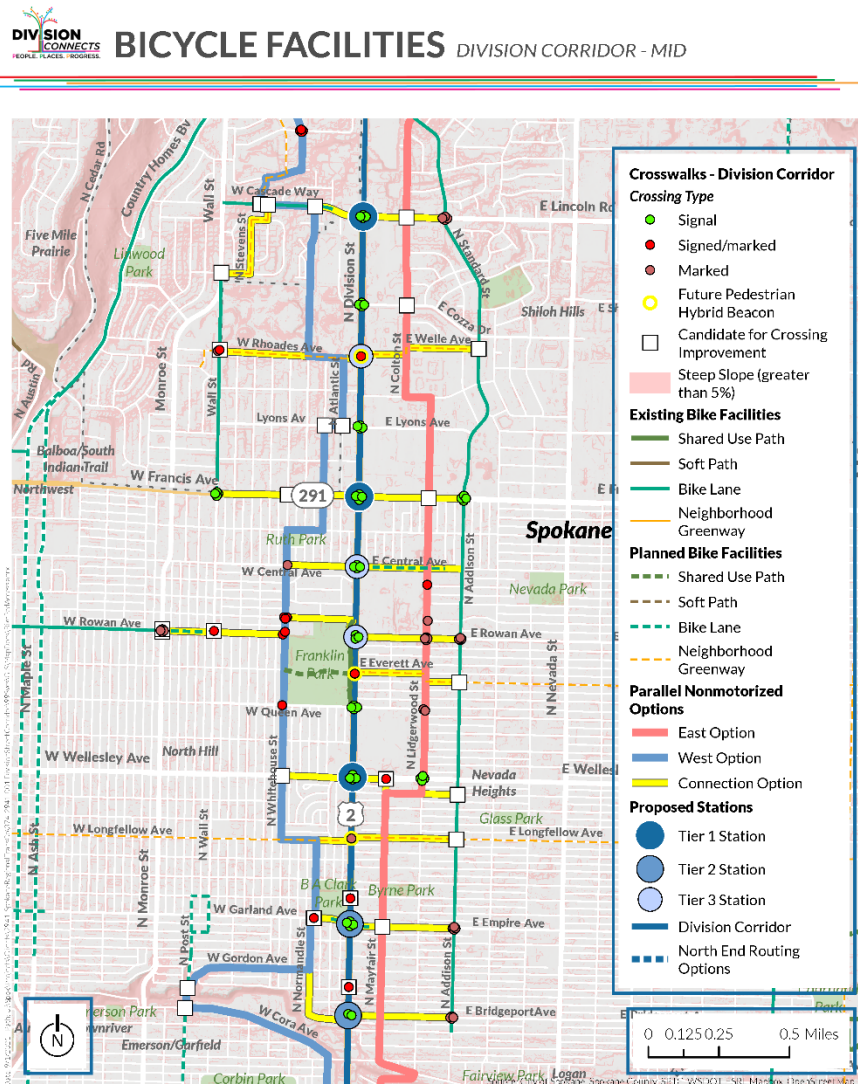 DIVISION
CONNECTS
PEOPLE. PLACES. PROGRESS.
BICYCLE FACILITIES DIVISION CORRIDOR - MID
N Cedar Rd
Country Homes Bv
Wall St
W Cascade Way
E Lincoln Rd
Five Mile
Prairie
Linwood
Park
N Stevens St
N Division St
N Standard St
Shiloh Hills
E Cozza Dr
W Rhoades Ave
E Welle Ave
N Austin Rd
Monroe St
Wall St
Atlantic St
N Colton St
Lyons Av
E Lyons Ave
Balboa/South
Indian Trail
W Francis Ave
Northwest
291
Spokane
Ruth Park
W Central Ave
E Central Ave
N Addison St
Nevada Park
W Rowan Ave
E Rowan Ave
Franklin
Park
E Everett Ave
N Maple St
N Nevada St
W Queen Ave
N Lidgerwood St
W Wellesley Ave
North Hill
N Whitehouse St
Nevada
Heights
2
Glass Park
W Longfellow Ave
E Longfellow Ave
N Wall St
N Ash St
N Monroe St
B A Clark
Park
Byrne Park
W Garland Ave
E Empire Ave
N Post St
N Normandie St
N Mayfair St
N Addison St
W Gordon Ave
W Cora Ave
E Bridgeport Ave
Emerson/Garfield
Corbin Park
Fairview Park
Logan
N
Crosswalks - Division Corridor
Crossing Type
Signal
Signed/marked
Marked
Future Pedestrian
Hybrid Beacon
Candidate for Crossing
Improvement
Steep Slope (greater
than 5%)
Existing Bike Facilities
Shared Use Path
Soft Path
Bike Lane
Neighborhood
Greenway
Planned Bike Facilities
Shared Use Path
Soft Path
Bike Lane
Neighborhood
Greenway
Parallel Nonmotorized
Options
East Option
West Option
Connection Option
Proposed Stations
Tier 1 Station
Tier 2 Station
Tier 3 Station
Division Corridor
North End Routing
Options
0 0.125 0.25 0.5 Miles